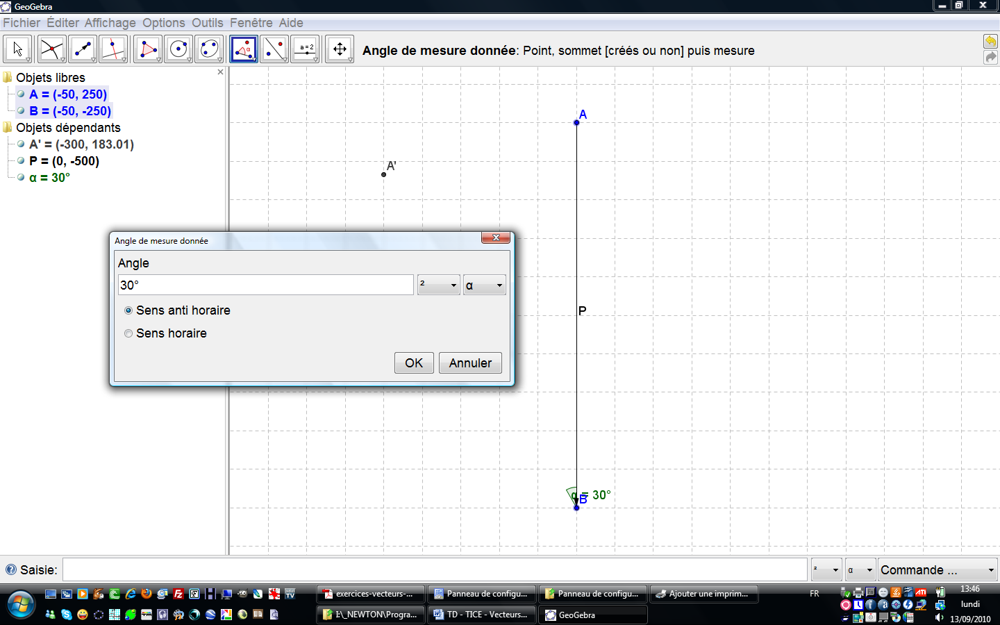 GeoGebra
Fichier Éditer Affichage Options Outils Fenêtre Aide
a=2
Angle de mesure donnée: Point, sommet [créés ou non] puis mesure
Objets libres
A = (-50, 250)
B = (-50, -250)
Objets dépendants
A' = (-300, 183.01)
P = (0, -500)
α = 30°
A
A'
P
α = 30°
B
Angle de mesure donnée
Angle
30°
²
α
Sens anti horaire
Sens horaire
OK
Annuler
Saisie:
²
α
Commande ...
exercices-vecteurs-...
Panneau de configu...
Panneau de configu...
Ajouter une imprim...
FR
13:46
lundi
13/09/2010
I:\_NEWTON\Progra...
TD - TICE - Vecteurs...
GeoGebra